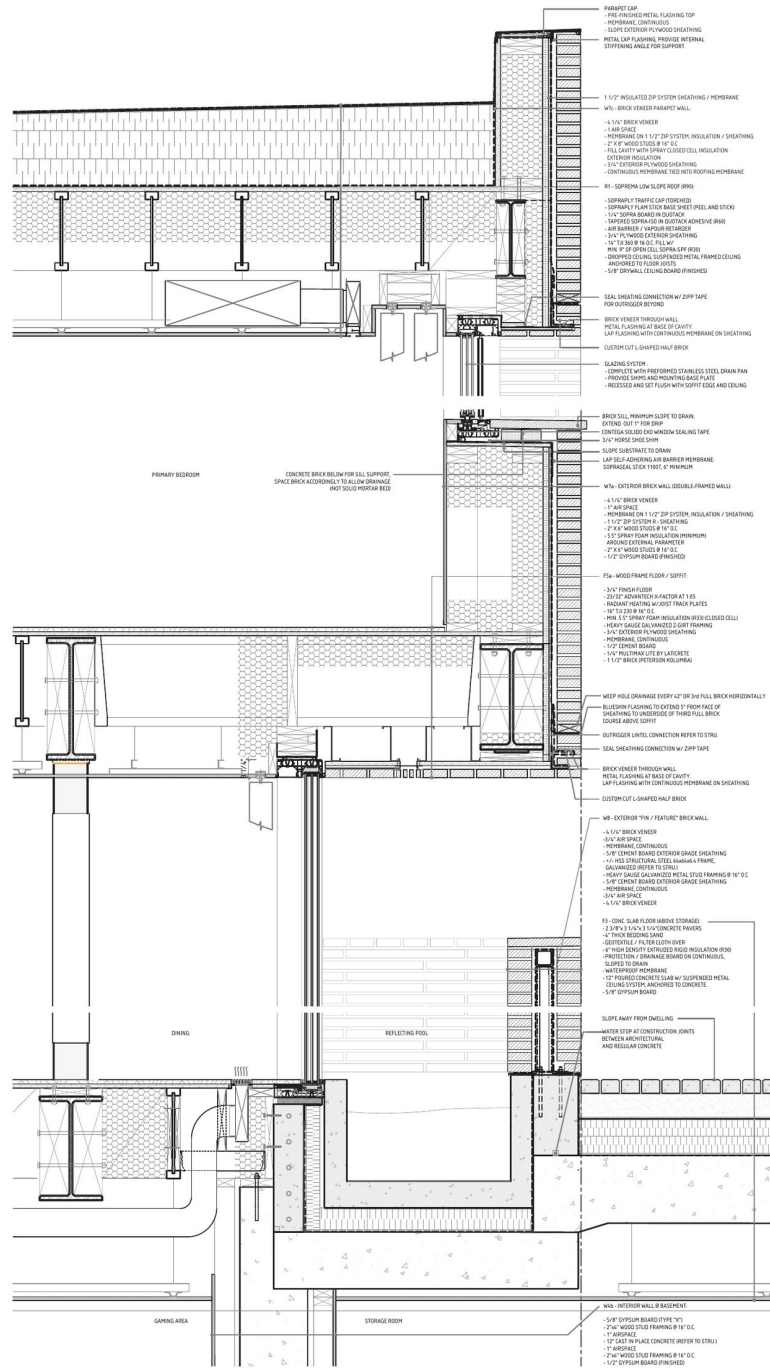 PARAPET CAP:
- PRE-FINISHED METAL FLASHING TOP
- MEMBRANE, CONTINUOUS
- SLOPE EXTERIOR PLYWOOD SHEATHING
METAL CAP FLASHING, PROVIDE INTERNAL
STIFFENING ANGLE FOR SUPPORT
1 1/2" INSULATED ZIP SYSTEM SHEATHING / MEMBRANE
W7c - BRICK VENEER PARAPET WALL:
- 4 1/4" BRICK VENEER
- 1 AIR SPACE
- MEMBRANE ON 1 1/2" ZIP SYSTEM, INSULATION / SHEATHING
- 2" X 8" WOOD STUDS @ 16" O.C
- FILL CAVITY WITH SPRAY CLOSED CELL INSULATION
EXTERIOR INSULATION
- 3/4" EXTERIOR PLYWOOD SHEATHING
- CONTINUOUS MEMBRANE TIED INTO ROOFING MEMBRANE
R1 - SOPREMA LOW SLOPE ROOF (R90)
- SOPRAPLY TRAFFIC CAP (TORCHED)
- SOPRAPLY FLAM STICK BASE SHEET (PEEL AND STICK)
- 1/4" SOPRA BOARD IN DUOTACK
- TAPERED SOPRA-ISO IN DUOTACK ADHESIVE (R60)
- AIR BARRIER / VAPOUR RETARDER
- 3/4" PLYWOOD EXTERIOR SHEATHING
- 14" TJI 360 @ 16 O.C. FILL W/
MIN. 9" OF OPEN CELL SOPRA-SPF (R30)
- DROPPED CEILING, SUSPENDED METAL FRAMED CEILING
ANCHORED TO FLOOR JOISTS
- 5/8" DRYWALL CEILING BOARD (FINISHES)
SEAL SHEATING CONNECTION W/ ZIPP TAPE
FOR OUTRIGGER BEYOND
BRICK VENEER THROUGH WALL
METAL FLASHING AT BASE OF CAVITY.
LAP FLASHING WITH CONTINUOUS MEMBRANE ON SHEATHING
CUSTOM CUT L-SHAPED HALF BRICK
GLAZING SYSTEM:
- COMPLETE WITH PREFORMED STAINLESS STEEL DRAIN PAN
- PROVIDE SHIMS AND MOUNTING BASE PLATE
- RECESSED AND SET FLUSH WITH SOFFIT EDGE AND CEILING
BRICK SILL, MINIMUM SLOPE TO DRAIN,
EXTEND OUT 1" FOR DRIP
CONTEGA SOLIDO EXO WINDOW SEALING TAPE
3/4" HORSE SHOE SHIM
SLOPE SUBSTRATE TO DRAIN
LAP SELF-ADHERING AIR BARRIER MEMBRANE
SOPRASEAL STICK 1100T, 6" MINIMUM
PRIMARY BEDROOM
CONCRETE BRICK BELOW FOR SILL SUPPORT,
SPACE BRICK ACCORDINGLY TO ALLOW DRAINAGE
(NOT SOLID MORTAR BED)
W7a - EXTERIOR BRICK WALL (DOUBLE-FRAMED WALL):
- 4 1/4" BRICK VENEER
- 1" AIR SPACE
- MEMBRANE ON 1 1/2" ZIP SYSTEM, INSULATION / SHEATHING
- 1 1/2" ZIP SYSTEM R - SHEATHING
- 2" X 6" WOOD STUDS @ 16" O.C
- 5.5" SPRAY FOAM INSULATION (MINIMUM)
AROUND EXTERNAL PARAMETER
- 2" X 6" WOOD STUDS @ 16" O.C
- 1/2" GYPSUM BOARD (FINISHED)
F5a - WOOD FRAME FLOOR / SOFFIT:
- 3/4" FINISH FLOOR
- 23/32" ADVANTECH X-FACTOR AT 1.05
- RADIANT HEATING W/JOIST TRACK PLATES
- 16" TJI 230 @ 16" O.C
- MIN. 5.5" SPRAY FOAM INSULATION (R33) (CLOSED CELL)
- HEAVY GAUGE GALVANIZED Z-GIRT FRAMING
- 3/4" EXTERIOR PLYWOOD SHEATHING
- MEMBRANE, CONTINUOUS
- 1/2" CEMENT BOARD
- 1/4" MULTIMAX LITE BY LATICRETE
- 1 1/2" BRICK (PETERSON KOLUMBA)
WEEP HOLE DRAINAGE EVERY 42" OR 3rd FULL BRICK HORIZONTALLY
BLUESKIN FLASHING TO EXTEND 5" FROM FACE OF
SHEATHING TO UNDERSIDE OF THIRD FULL BRICK
COURSE ABOVE SOFFIT
OUTRIGGER LINTEL CONNECTION REFER TO STRU.
SEAL SHEATHING CONNECTION W/ ZIPP TAPE
1/4"
BRICK VENEER THROUGH WALL
METAL FLASHING AT BASE OF CAVITY.
LAP FLASHING WITH CONTINUOUS MEMBRANE ON SHEATHING
CUSTOM CUT L-SHAPED HALF BRICK
W8 - EXTERIOR "FIN / FEATURE" BRICK WALL:
- 4 1/4" BRICK VENEER
-3/4" AIR SPACE
- MEMBRANE, CONTINUOUS
- 5/8" CEMENT BOARD EXTERIOR GRADE SHEATHING
- +/- HSS STRUCTURAL STEEL 64x64x6.4 FRAME,
GALVANIZED (REFER TO STRU.)
- HEAVY GAUGE GALVANIZED METAL STUD FRAMING @ 16" O.C
- 5/8" CEMENT BOARD EXTERIOR GRADE SHEATHING
- MEMBRANE, CONTINUOUS
-3/4" AIR SPACE
- 4 1/4" BRICK VENEER
F3 - CONC. SLAB FLOOR (ABOVE STORAGE)
- 2 3/8"x 3 1/4"x 3 1/4"CONCRETE PAVERS
-4" THICK BEDDING SAND
-GEOTEXTILE / FILTER CLOTH OVER
-6" HIGH DENSITY EXTRUDED RIGID INSULATION (R30)
-PROTECTION / DRAINAGE BOARD ON CONTINUOUS,
SLOPED TO DRAIN
-WATERPROOF MEMBRANE
-12" POURED CONCRETE SLAB W/ SUSPENDED METAL
CEILING SYSTEM, ANCHORED TO CONCRETE.
- 5/8" GYPSUM BOARD
SLOPE AWAY FROM DWELLING
WATER STOP AT CONSTRUCTION JOINTS
BETWEEN ARCHITECTURAL
AND REGULAR CONCRETE
DINING
REFLECTING POOL
GAMING AREA
STORAGE ROOM
W4b - INTERIOR WALL @ BASEMENT:
- 5/8" GYPSUM BOARD (TYPE "X")
- 2"x4" WOOD STUD FRAMING @ 16" O.C.
- 1" AIRSPACE
- 12" CAST IN PLACE CONCRETE (REFER TO STRU.)
- 1" AIRSPACE
- 2"x4" WOOD STUD FRAMING @ 16" O.C.
- 1/2" GYPSUM BOARD (FINISHED)